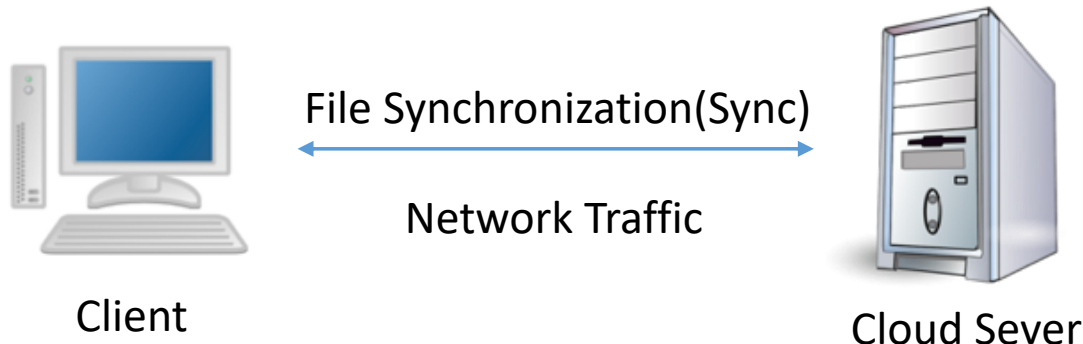 File Synchronization(Sync)
Network Traffic
Client
Cloud Sever